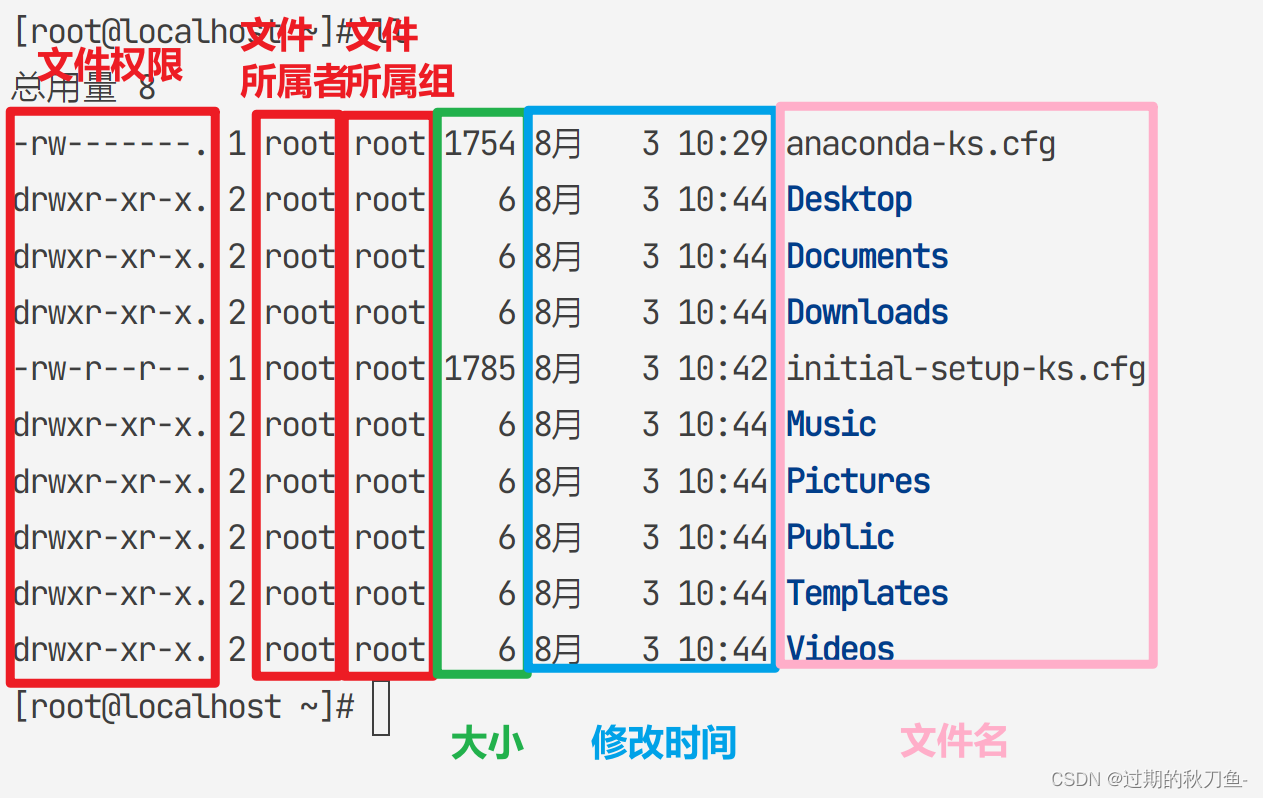 [root@localhost ~]# ll
文件 文件
文件权限
所属者 所属组
总用量 8
-rw-------. 1 root root 1754 8月 3 10:29 anaconda-ks.cfg
drwxr-xr-x. 2 root root 6 8月 3 10:44 Desktop
drwxr-xr-x. 2 root root 6 8月 3 10:44 Documents
drwxr-xr-x. 2 root root 6 8月 3 10:44 Downloads
-rw-r--r--. 1 root root 1785 8月 3 10:42 initial-setup-ks.cfg
drwxr-xr-x. 2 root root 6 8月 3 10:44 Music
drwxr-xr-x. 2 root root 6 8月 3 10:44 Pictures
drwxr-xr-x. 2 root root 6 8月 3 10:44 Public
drwxr-xr-x. 2 root root 6 8月 3 10:44 Templates
drwxr-xr-x. 2 root root 6 8月 3 10:44 Videos
[root@localhost ~]#
大小 修改时间 文件名
CSDN @过期的秋刀鱼-